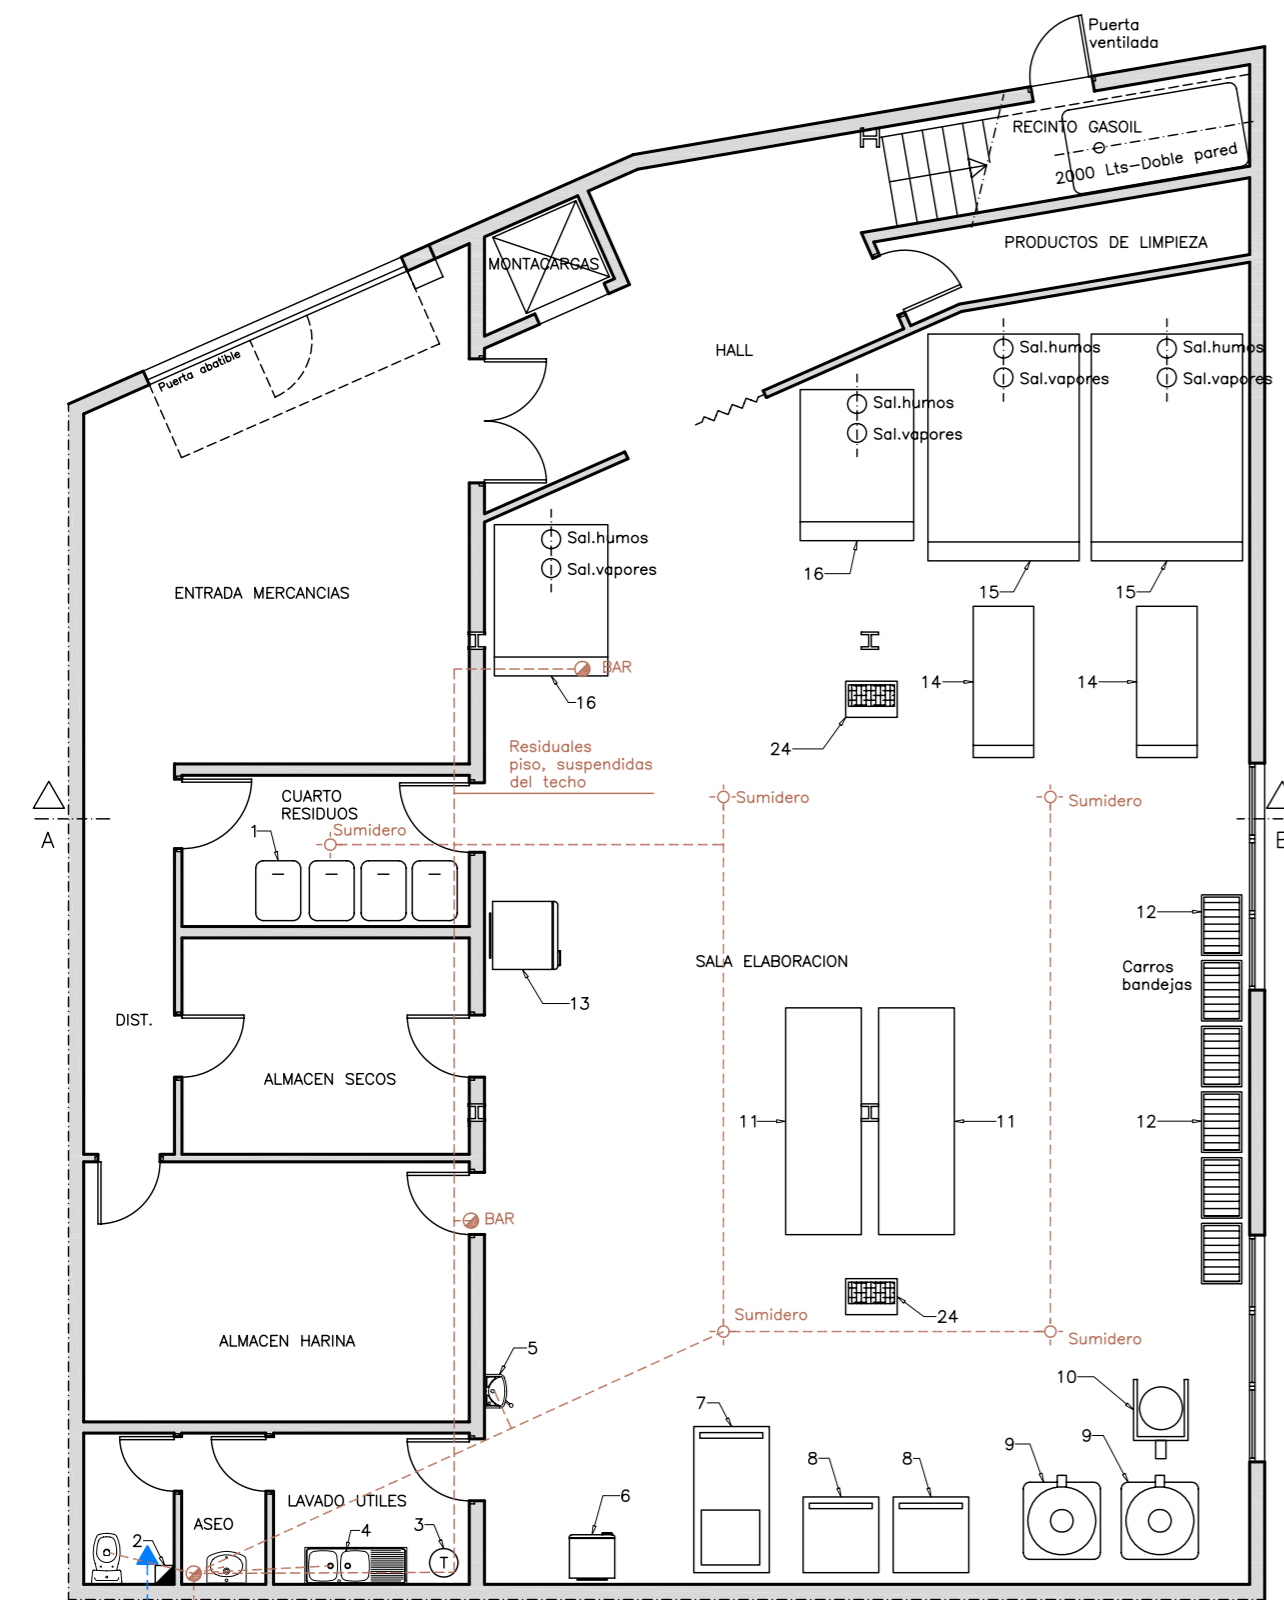 Puerta
ventilada
RECINTO GASOIL
2000 Lts-Doble pared
PRODUCTOS DE LIMPIEZA
MONTACARGAS
HALL
Puerta abatible
Sal.humos
Sal.vapores
Sal.humos
Sal.vapores
Sal.humos
Sal.vapores
Sal.humos
Sal.vapores
ENTRADA MERCANCIAS
16
15
15
BAR
16
14
14
24
Residuales
piso, suspendidas
del techo
CUARTO
RESIDUOS
Sumidero
Sumidero
Sumidero
1
A
B
12
13
SALA ELABORACION
Carros
bandejas
DIST.
ALMACEN SECOS
11
11
12
BAR
24
Sumidero
Sumidero
ALMACEN HARINA
5
10
7
9
9
8
8
LAVADO UTILES
ASEO
2
4
3
T
6